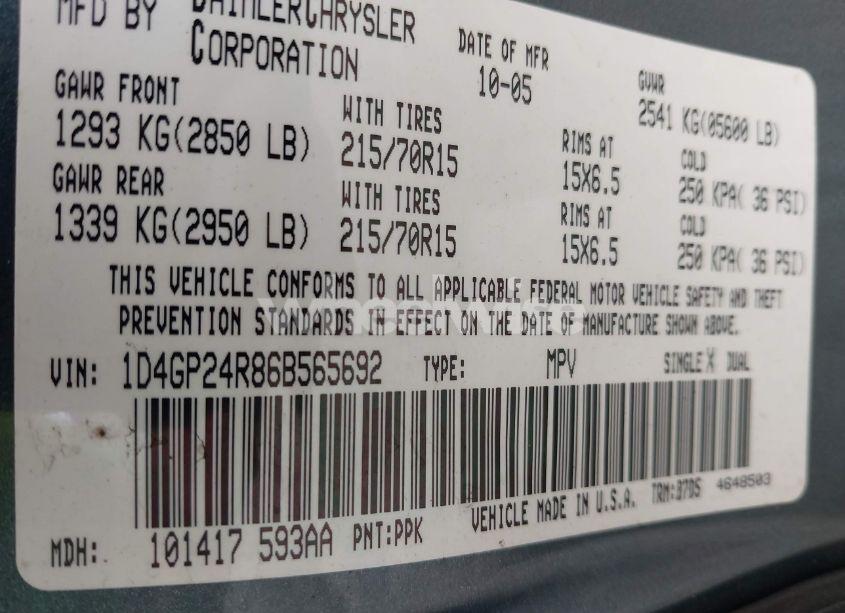 MFD BY DAIMLERCHRYSLER CORPORATION
DATE OF MFR 10-05
GVWR 2541 KG(05600 LB)
GAWR FRONT WITH TIRES RIMS AT COLD
1293 KG(2850 LB) 215/70R15 15X6.5 250 KPA( 36 PSI)
GAWR REAR WITH TIRES RIMS AT COLD
1339 KG(2950 LB) 215/70R15 15X6.5 250 KPA( 36 PSI)
THIS VEHICLE CONFORMS TO ALL APPLICABLE FEDERAL MOTOR VEHICLE SAFETY AND THEFT
PREVENTION STANDARDS IN EFFECT ON THE DATE OF MANUFACTURE SHOWN ABOVE.
VIN: 1D4GP24R86B565692 TYPE: MPV SINGLE X DUAL
MDH: 101417 593AA PNT:PPK VEHICLE MADE IN U.S.A. TRM:37D5 4648503